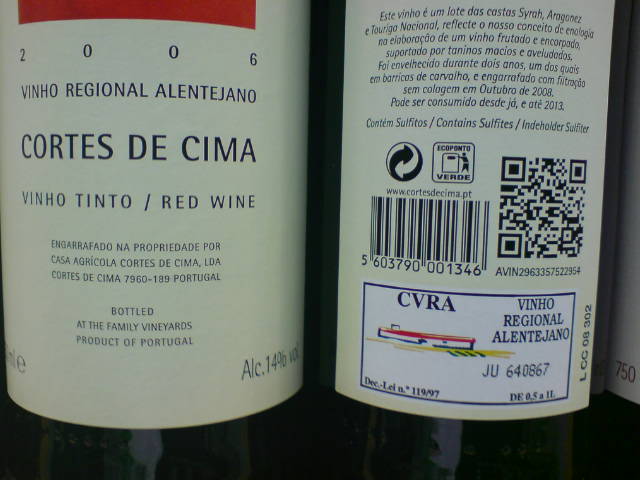 2006
VINHO REGIONAL ALENTEJANO
CORTES DE CIMA
VINHO TINTO / RED WINE
ENGARRAFADO NA PROPRIEDADE POR
CASA AGRÍCOLA CORTES DE CIMA, LDA
CORTES DE CIMA 7960-189 PORTUGAL
BOTTLED
AT THE FAMILY VINEYARDS
PRODUCT OF PORTUGAL
Alc.14% vol
Este vinho é um lote das castas Syrah, Aragonez
e Touriga Nacional, reflecte o nosso conceito de enologia
na elaboração de um vinho frutado e encorpado,
suportado por taninos macios e aveludados.
Foi envelhecido durante dois anos, um dos quais
em barricas de carvalho, e engarrafado com filtração
sem colagem em Outubro de 2008.
Pode ser consumido desde já, e até 2013.
Contém Sulfitos / Contains Sulfites / Indeholder Sulfiter
ECOPONTO
VERDE
www.cortesdecima.pt
5 603790 001346
AVIN2963357522954
CVRA
VINHO
REGIONAL
ALENTEJANO
JU 640867
Dec.-Lei n.º 119/97
DE 0.5 a 1L
L CC 08 302
750